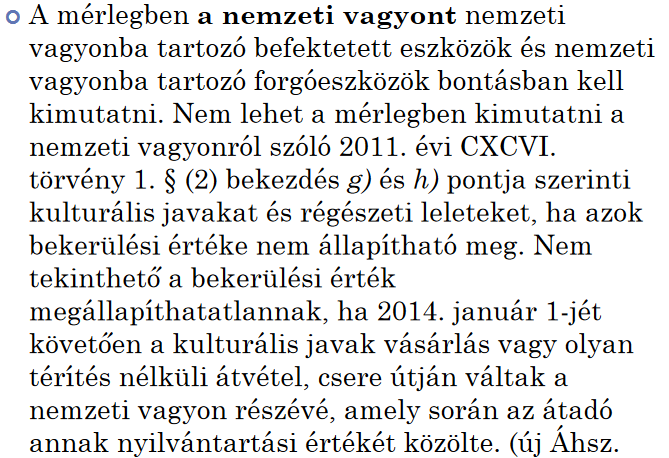 A mérlegben a nemzeti vagyont nemzeti
vagyonba tartozó befektetett eszközök és nemzeti
vagyonba tartozó forgóeszközök bontásban kell
kimutatni. Nem lehet a mérlegben kimutatni a
nemzeti vagyonról szóló 2011. évi CXCVI.
törvény 1. § (2) bekezdés g) és h) pontja szerinti
kulturális javakat és régészeti leleteket, ha azok
bekerülési értéke nem állapítható meg. Nem
tekinthető a bekerülési érték
megállapíthatatlannak, ha 2014. január 1-jét
követően a kulturális javak vásárlás vagy olyan
térítés nélküli átvétel, csere útján váltak a
nemzeti vagyon részévé, amely során az átadó
annak nyilvántartási értékét közölte. (új Áhsz.